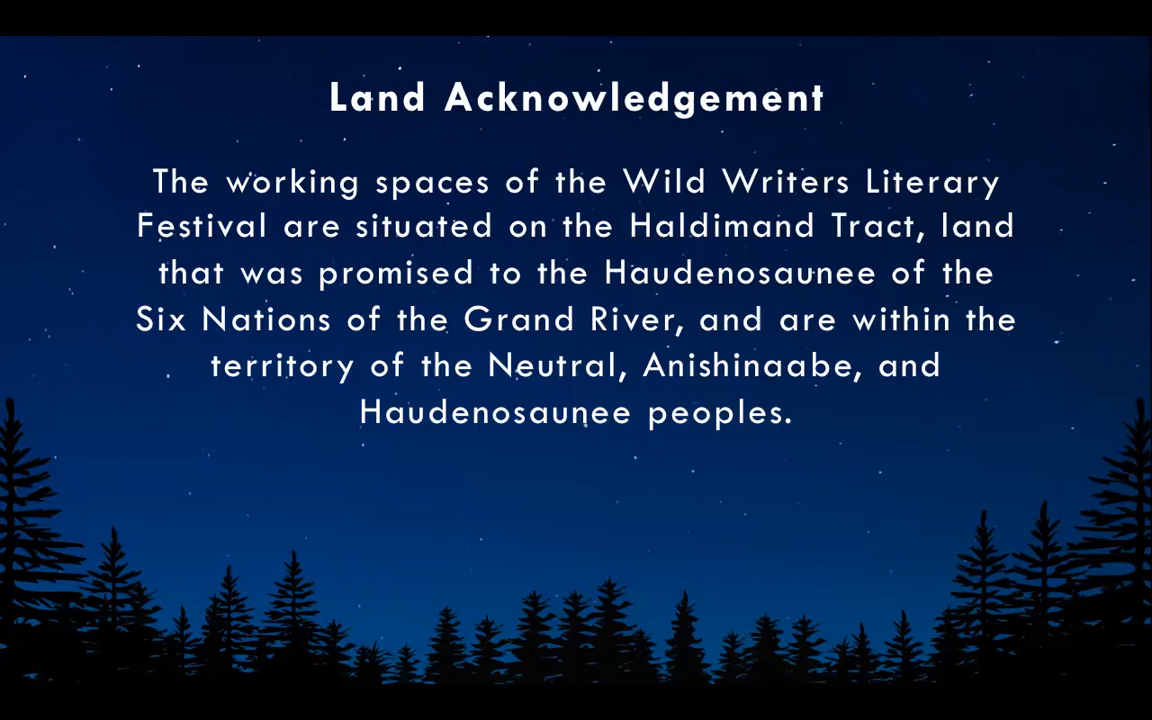 Land Acknowledgement
The working spaces of the Wild Writers Literary
Festival are situated on the Haldimand Tract, land
that was promised to the Haudenosaunee of the
Six Nations of the Grand River, and are within the
territory of the Neutral, Anishinaabe, and
Haudenosaunee peoples.